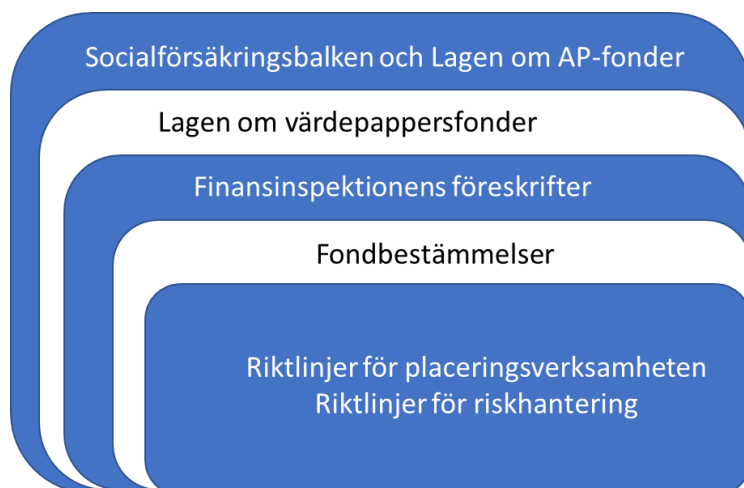 Socialförsäkringsbalken och Lagen om AP-fonder
Lagen om värdepappersfonder
Finansinspektionens föreskrifter
Fondbestämmelser
Riktlinjer för placeringsverksamheten
Riktlinjer för riskhantering